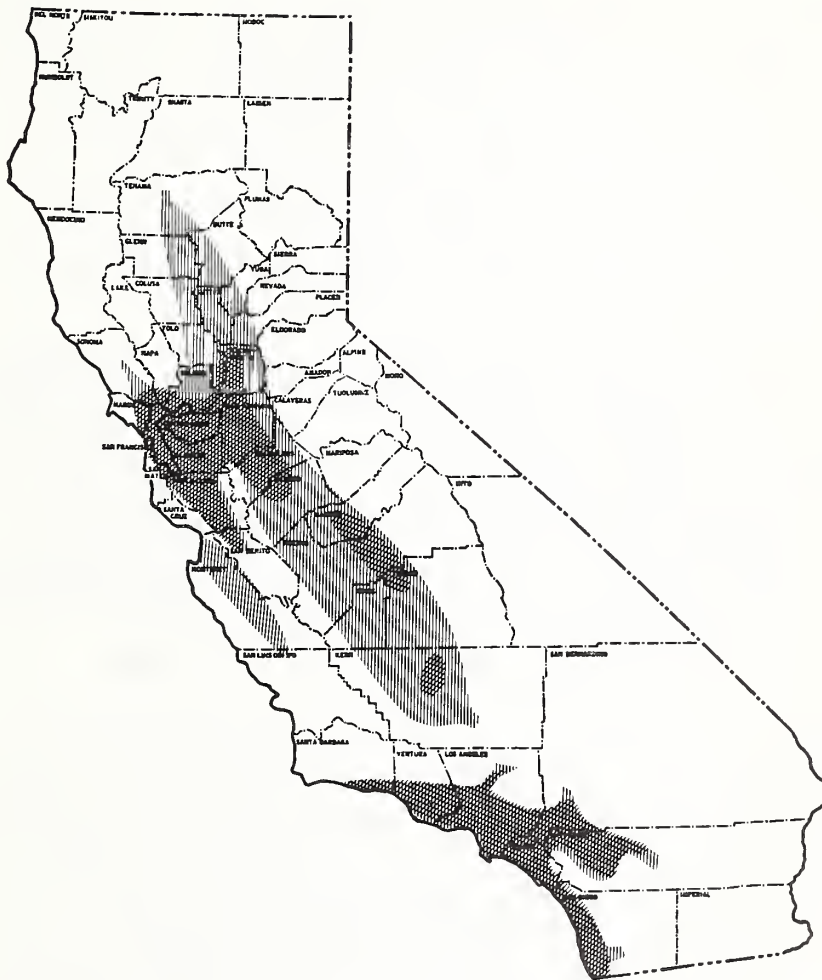 DEL NORTE
SISKIYOU
MODOC
HUMBOLDT
TRINITY
SHASTA
LASSEN
TEHAMA
PLUMAS
MENDOCINO
BUTTE
GLENN
SIERRA
YUBA
NEVADA
LAKE
COLUSA
PLACER
YOLO
ELDORADO
SONOMA
NAPA
ALPINE
AMADOR
MONO
CALAVERAS
TUOLUMNE
SAN FRANCISCO
MARIPOSA
INYO
SANTA
CRUZ
SAN BENITO
MONTEREY
SAN LUIS OBISPO
KERN
SAN BERNARDINO
SANTA BARBARA
VENTURA
LOS ANGELES
IMPERIAL